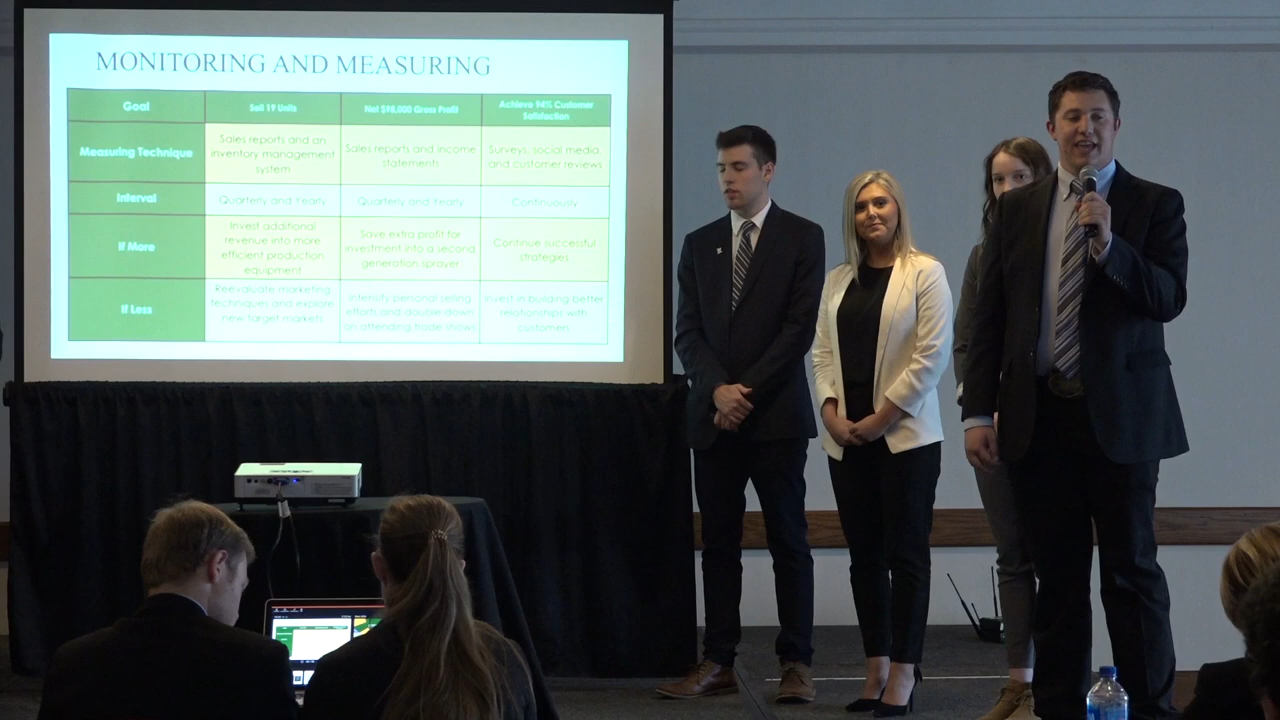 MONITORING AND MEASURING
Goal
Sell 19 Units
Net $98,000 Gross Profit
Achieve 94% Customer
Satisfaction
Measuring Technique
Sales reports and an
inventory management
system
Sales reports and income
statements
Surveys, social media
and customer reviews
Interval
Quarterly and Yearly
Quarterly and Yearly
Continuously
If More
Invest additional
revenue into more
efficient production
equipment
Save extra profit for
investment into a second
generation sprayer
Continue successful
strategies
If Less
Reevaluate marketing
techniques and explore
new target markets
Intensify personal selling
efforts and double down
on attending trade shows
Invest in building better
relationships with
customers